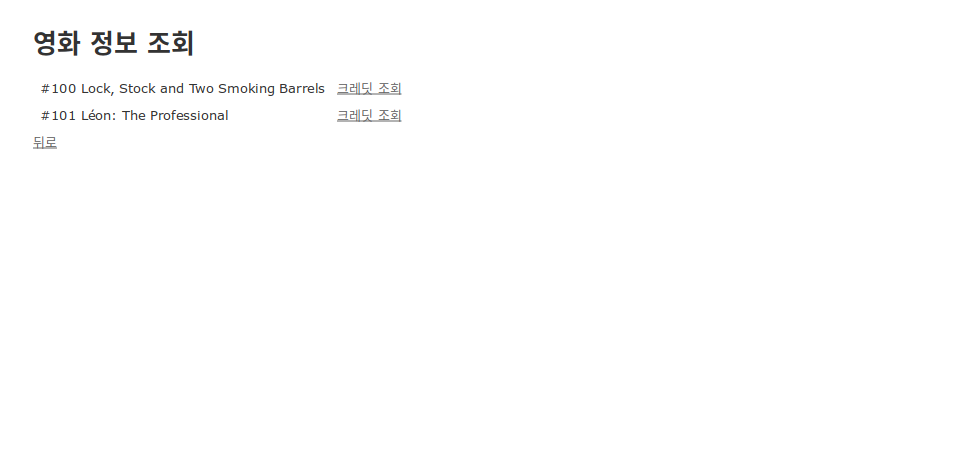 영화 정보 조회
#100 Lock, Stock and Two Smoking Barrels 크레딧 조회
#101 Léon: The Professional 크레딧 조회
뒤로